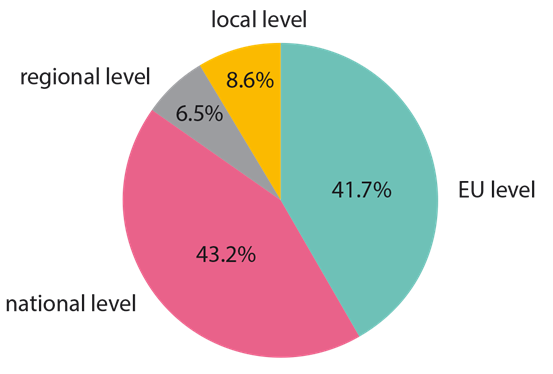 local level
regional level
8.6%
6.5%
41.7%
EU level
43.2%
national level